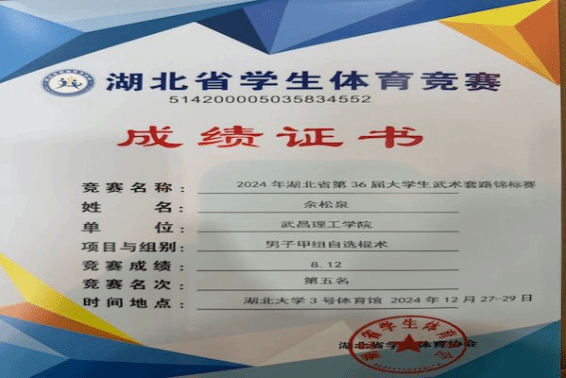 湖北省学生体育竞赛
514200005035834552
成绩证书
竞赛名称： 2024年湖北省第36届大学生武术套路锦标赛
姓名： 余松泉
单位： 武昌理工学院
项目与组别： 男子甲组自选棍术
竞赛成绩： 8.12
竞赛名次： 第五名
时间地点： 湖北大学3号体育馆 2024年12月27-29日
湖北省学生体育协会